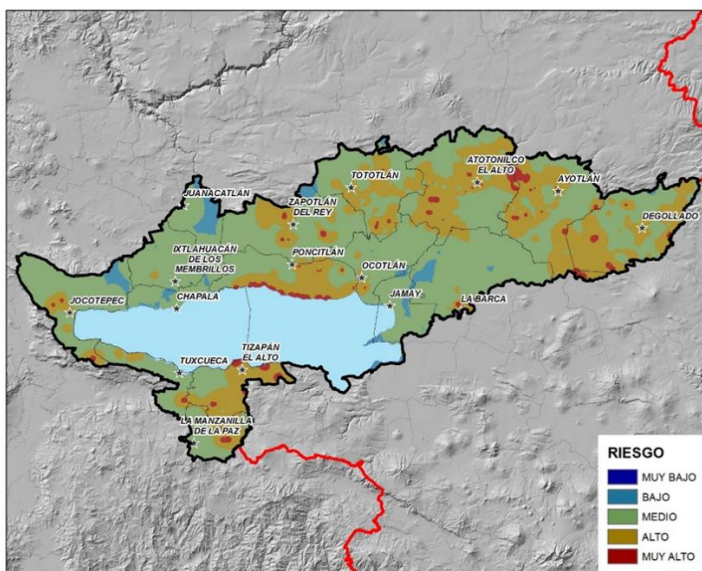 ATOTONILCO
EL ALTO
TOTOTLÁN
AYOTLÁN
JUANACATLÁN
ZAPOTLÁN
DEL REY
DEGOLLADO
IXTLAHUACÁN
DE LOS
MEMBRILLOS
PONCITLÁN
OCOTLÁN
JOCOTEPEC
CHAPALA
JAMAY
LA BARCA
TUXCUECA
TIZAPÁN
EL ALTO
LA MANZANILLA
DE LA PAZ
RIESGO
MUY BAJO
BAJO
MEDIO
ALTO
MUY ALTO